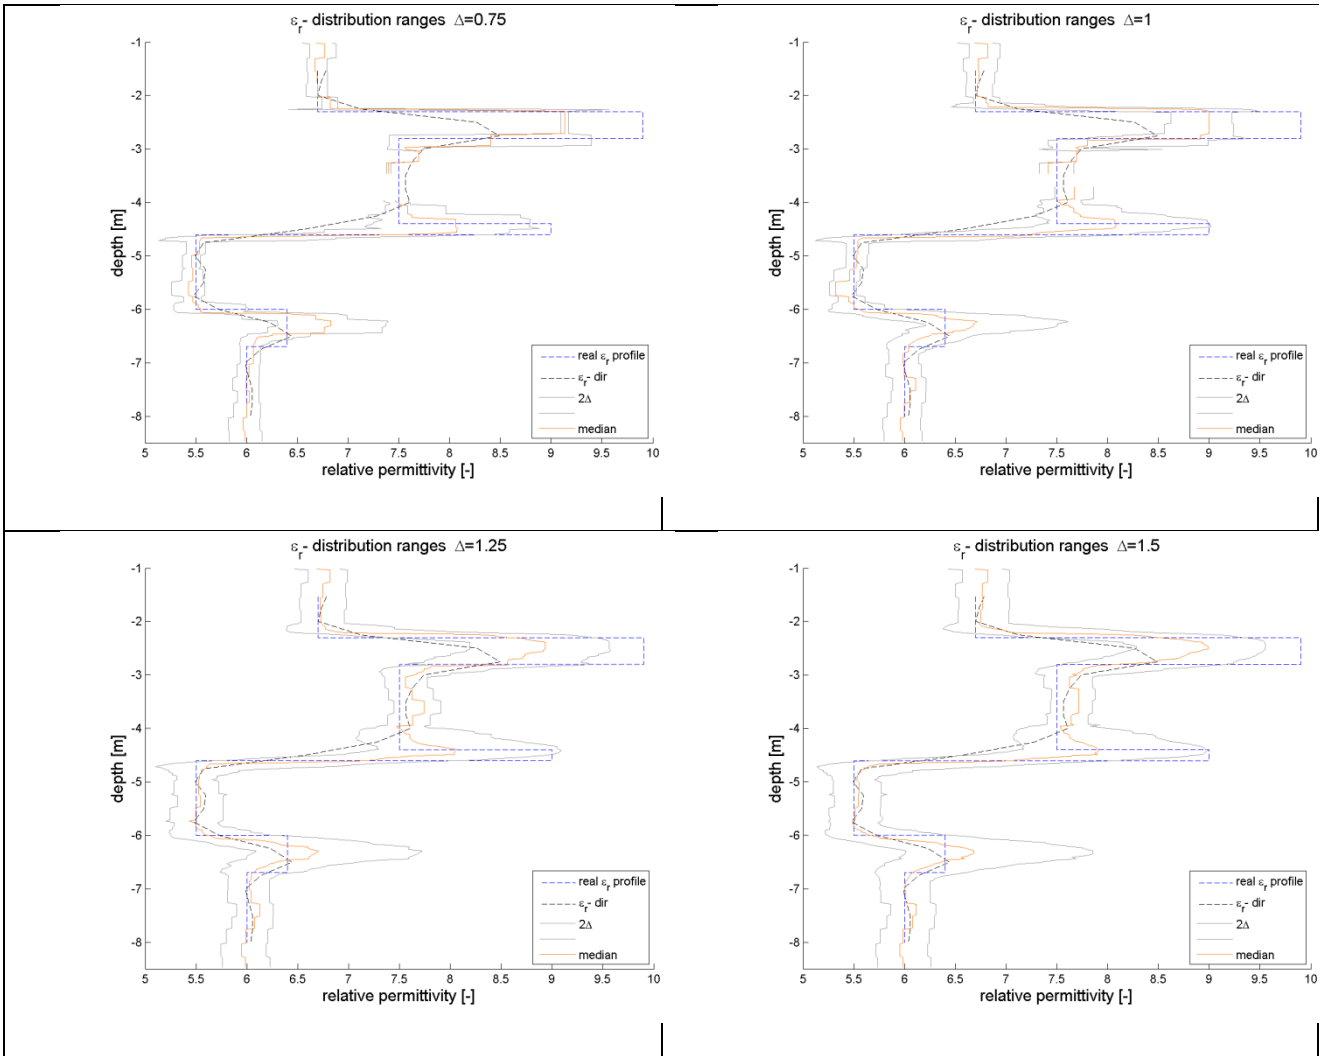 εr- distribution ranges Δ=0.75
-1
-2
-3
-4
-5
-6
-7
-8
depth [m]
5 5.5 6 6.5 7 7.5 8 8.5 9 9.5 10
relative permittivity [-]
real εr profile
εr- dir
2Δ
median
εr- distribution ranges Δ=1
-1
-2
-3
-4
-5
-6
-7
-8
depth [m]
5 5.5 6 6.5 7 7.5 8 8.5 9 9.5 10
relative permittivity [-]
real εr profile
εr- dir
2Δ
median
εr- distribution ranges Δ=1.25
-1
-2
-3
-4
-5
-6
-7
-8
depth [m]
5 5.5 6 6.5 7 7.5 8 8.5 9 9.5 10
relative permittivity [-]
real εr profile
εr- dir
2Δ
median
εr- distribution ranges Δ=1.5
-1
-2
-3
-4
-5
-6
-7
-8
depth [m]
5 5.5 6 6.5 7 7.5 8 8.5 9 9.5 10
relative permittivity [-]
real εr profile
εr- dir
2Δ
median